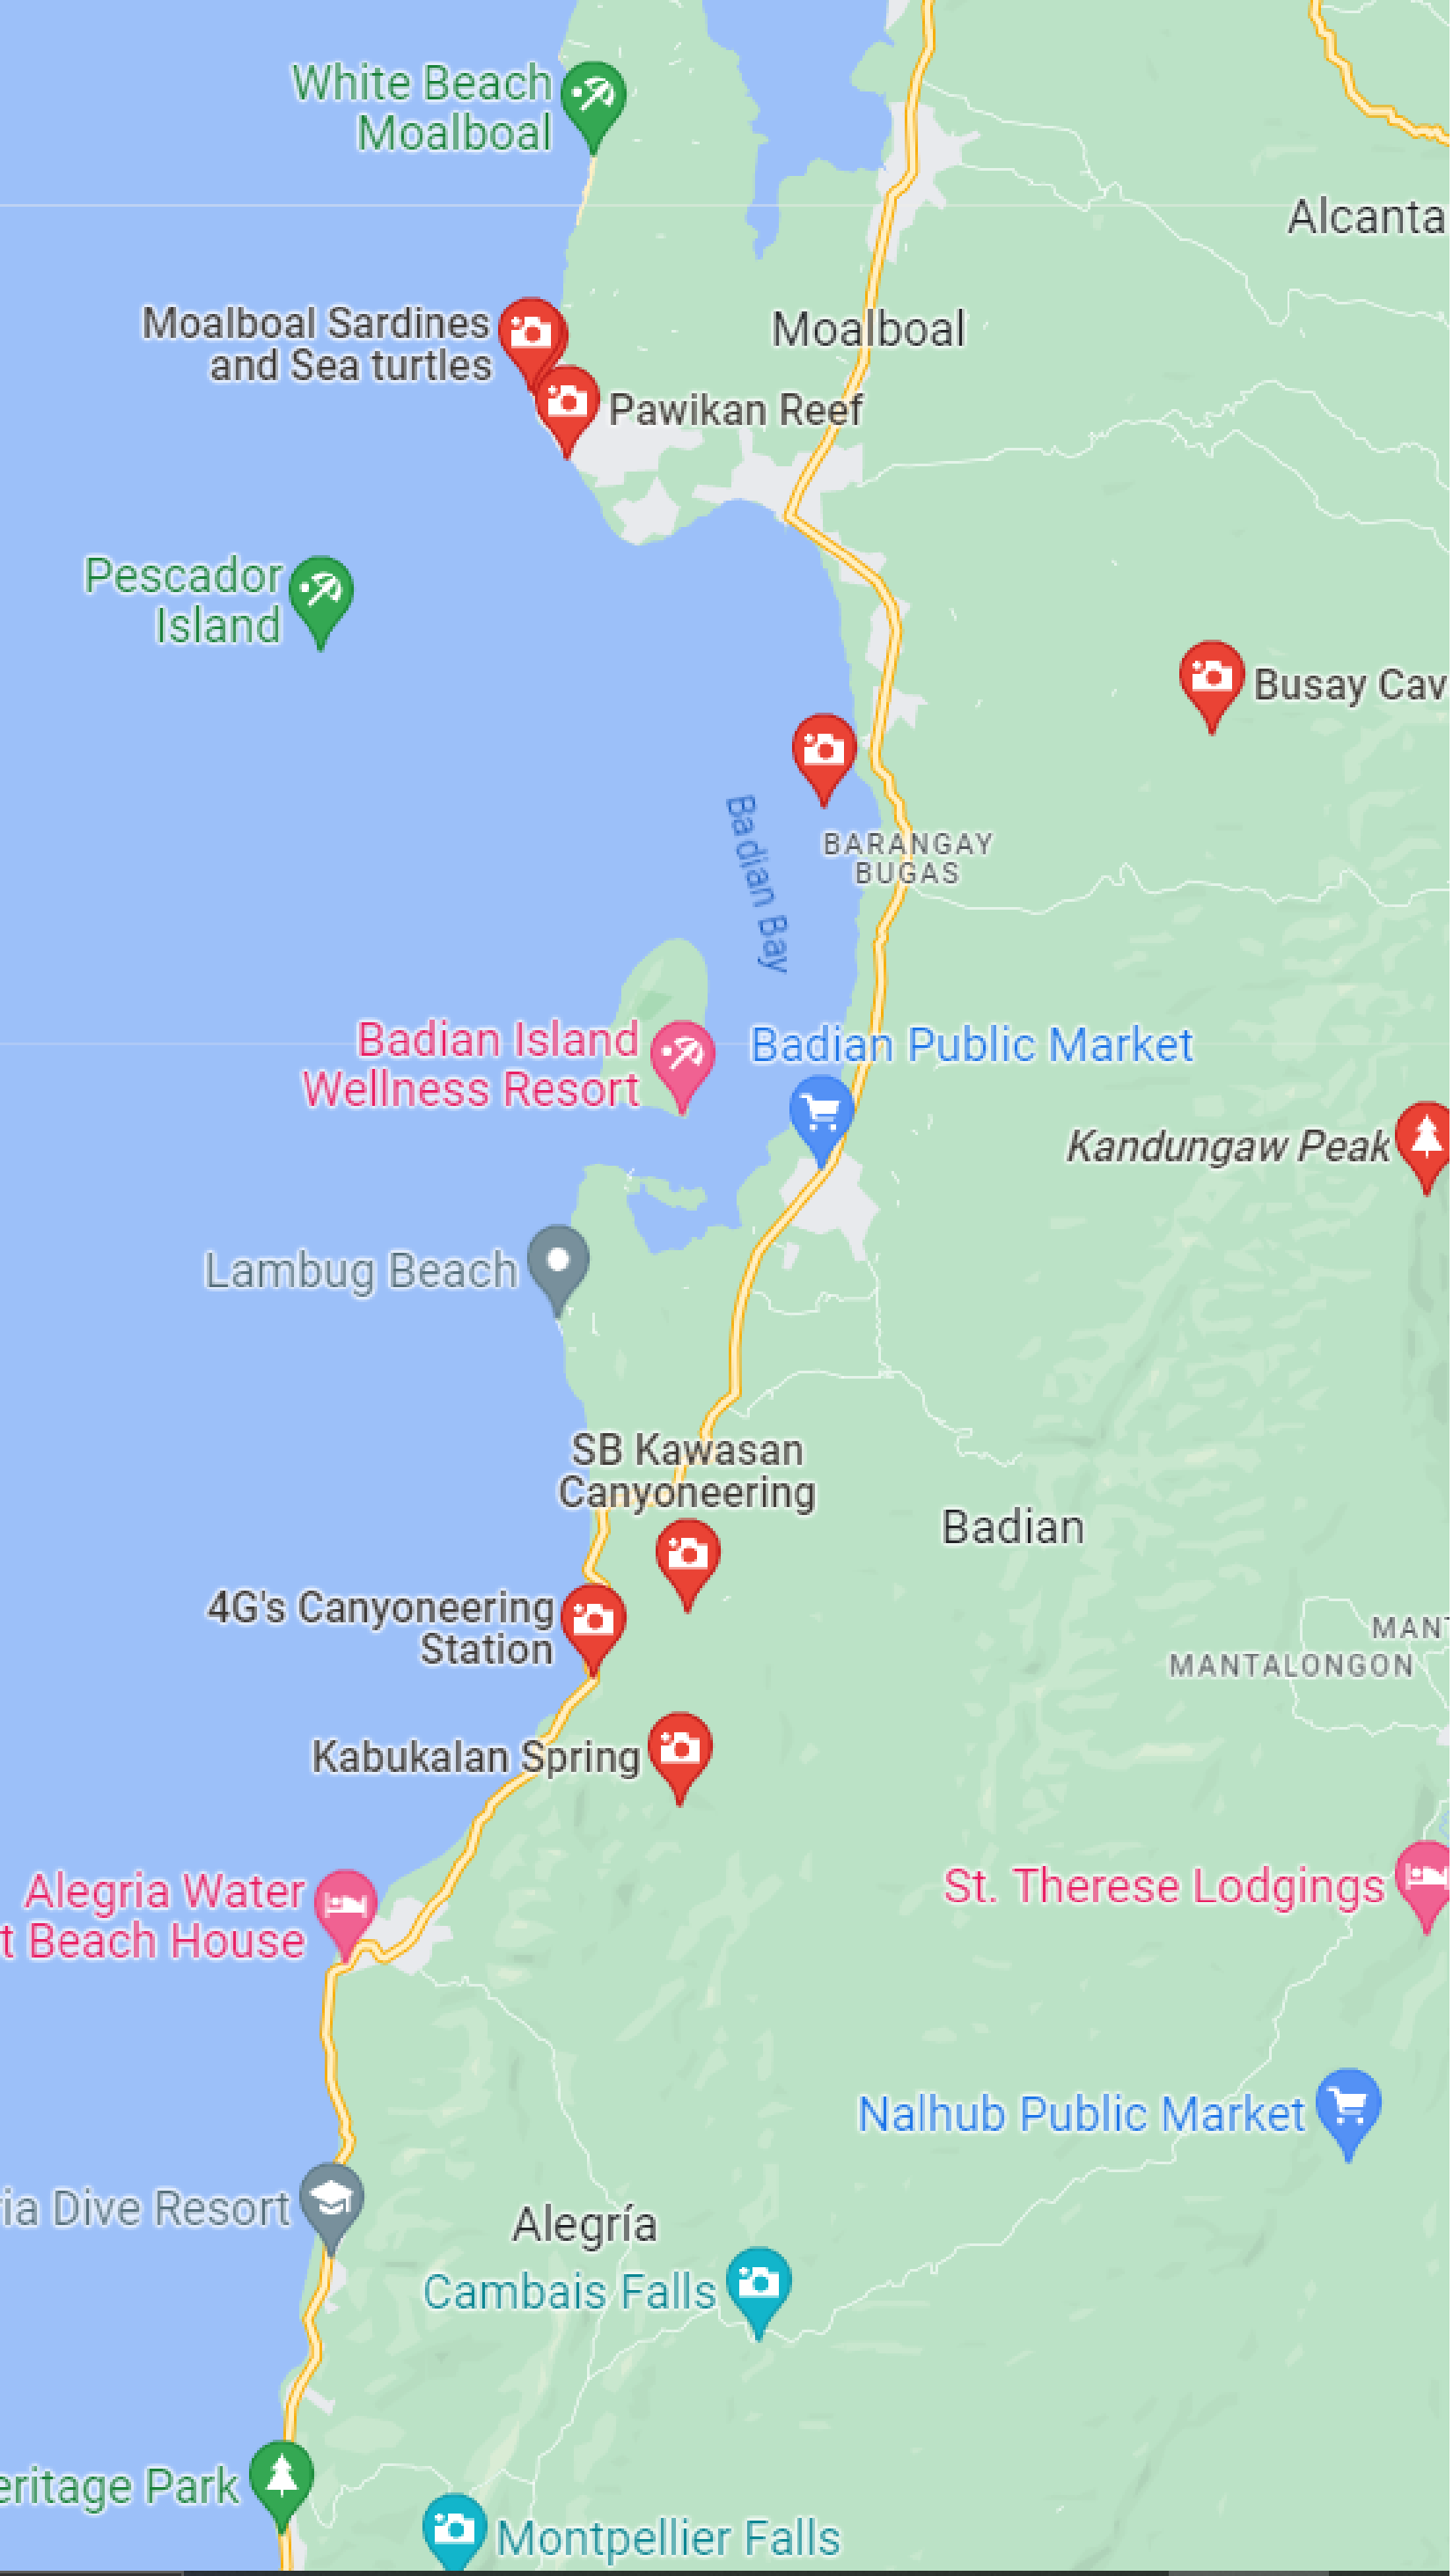 White Beach
Moalboal
Alcanta
Moalboal Sardines
and Sea turtles
Moalboal
Pawikan Reef
Pescador
Island
Busay Cav
Badian Bay
BARANGAY
BUGAS
Badian Island
Wellness Resort
Badian Public Market
Kandungaw Peak
Lambug Beach
SB Kawasan
Canyoneering
Badian
4G's Canyoneering
Station
MANT
MANTALONGON
Kabukalan Spring
Alegria Water
t Beach House
St. Therese Lodgings
Nalhub Public Market
ia Dive Resort
Alegría
Cambais Falls
eritage Park
Montpellier Falls